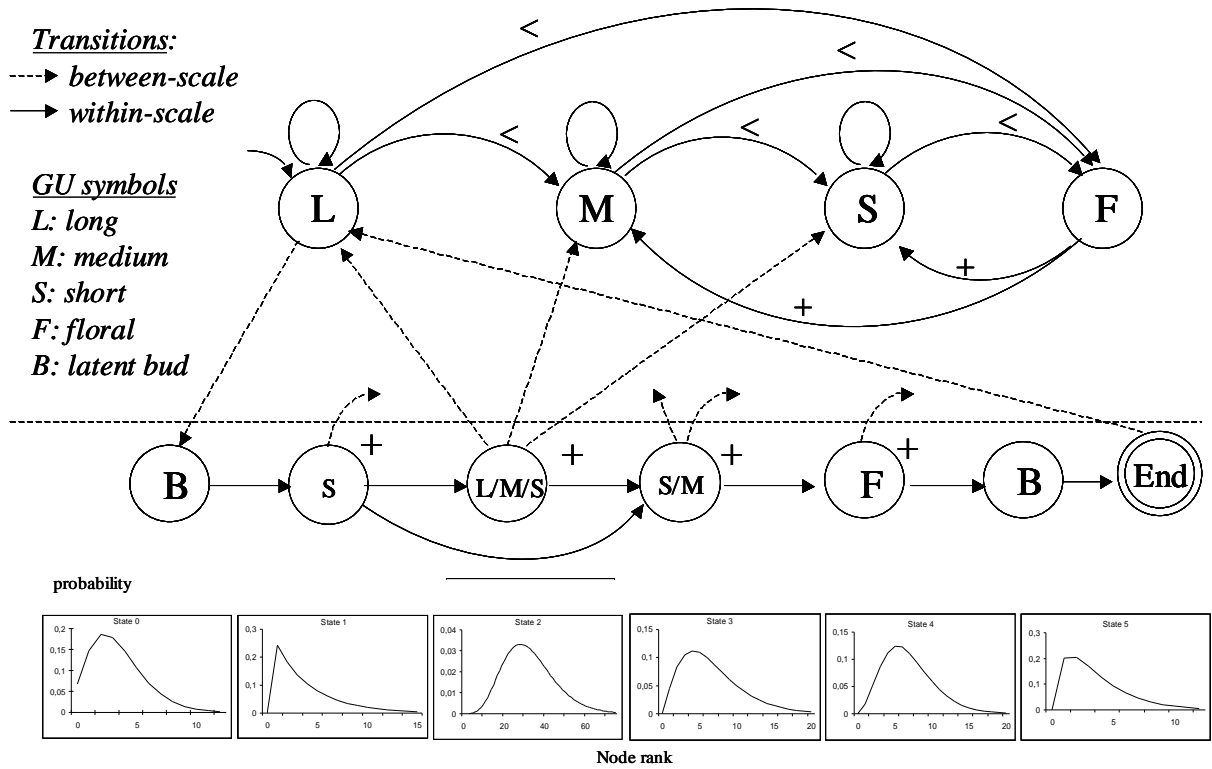 Transitions:
between-scale
within-scale
GU symbols
L: long
M: medium
S: short
F: floral
B: latent bud
<
<
<
<
<
L M S F
+
+
+ + + +
B S L/M/S S/M F B End
probability
State 0
0,2
0,15
0,1
0,05
0
0 5 10
State 1
0,3
0,2
0,1
0
0 5 10 15
State 2
0,04
0,03
0,02
0,01
0
0 20 40 60
State 3
0,15
0,1
0,05
0
0 5 10 15 20
State 4
0,15
0,1
0,05
0
0 5 10 15 20
State 5
0,3
0,2
0,1
0
0 5 10
Node rank